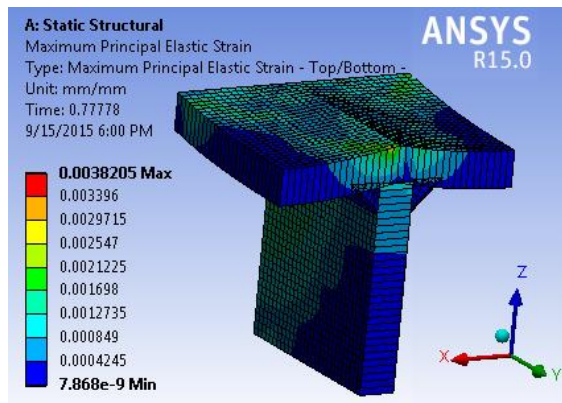 A: Static Structural
Maximum Principal Elastic Strain
Type: Maximum Principal Elastic Strain - Top/Bottom -
Unit: mm/mm
Time: 0.77778
9/15/2015 6:00 PM
ANSYS
R15.0
0.0038205 Max
0.003396
0.0029715
0.002547
0.0021225
0.001698
0.0012735
0.000849
0.0004245
7.868e-9 Min
Z
X
Y